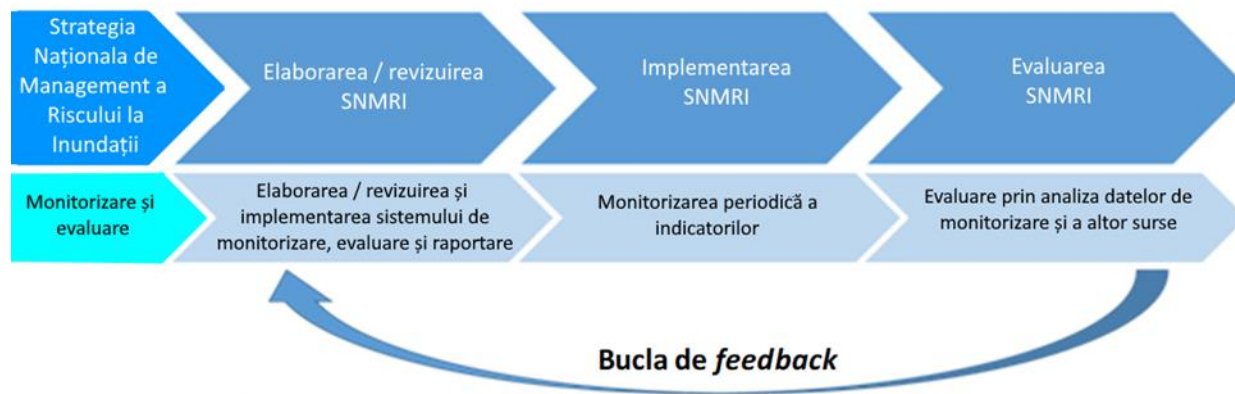 Strategia
Naționala de
Management a
Riscului la
Inundații
Elaborarea / revizuirea
SNMRI
Implementarea
SNMRI
Evaluarea
SNMRI
Monitorizare și
evaluare
Elaborarea / revizuirea și
implementarea sistemului de
monitorizare, evaluare și raportare
Monitorizarea periodică a
indicatorilor
Evaluare prin analiza datelor de
monitorizare și a altor surse
Bucla de feedback